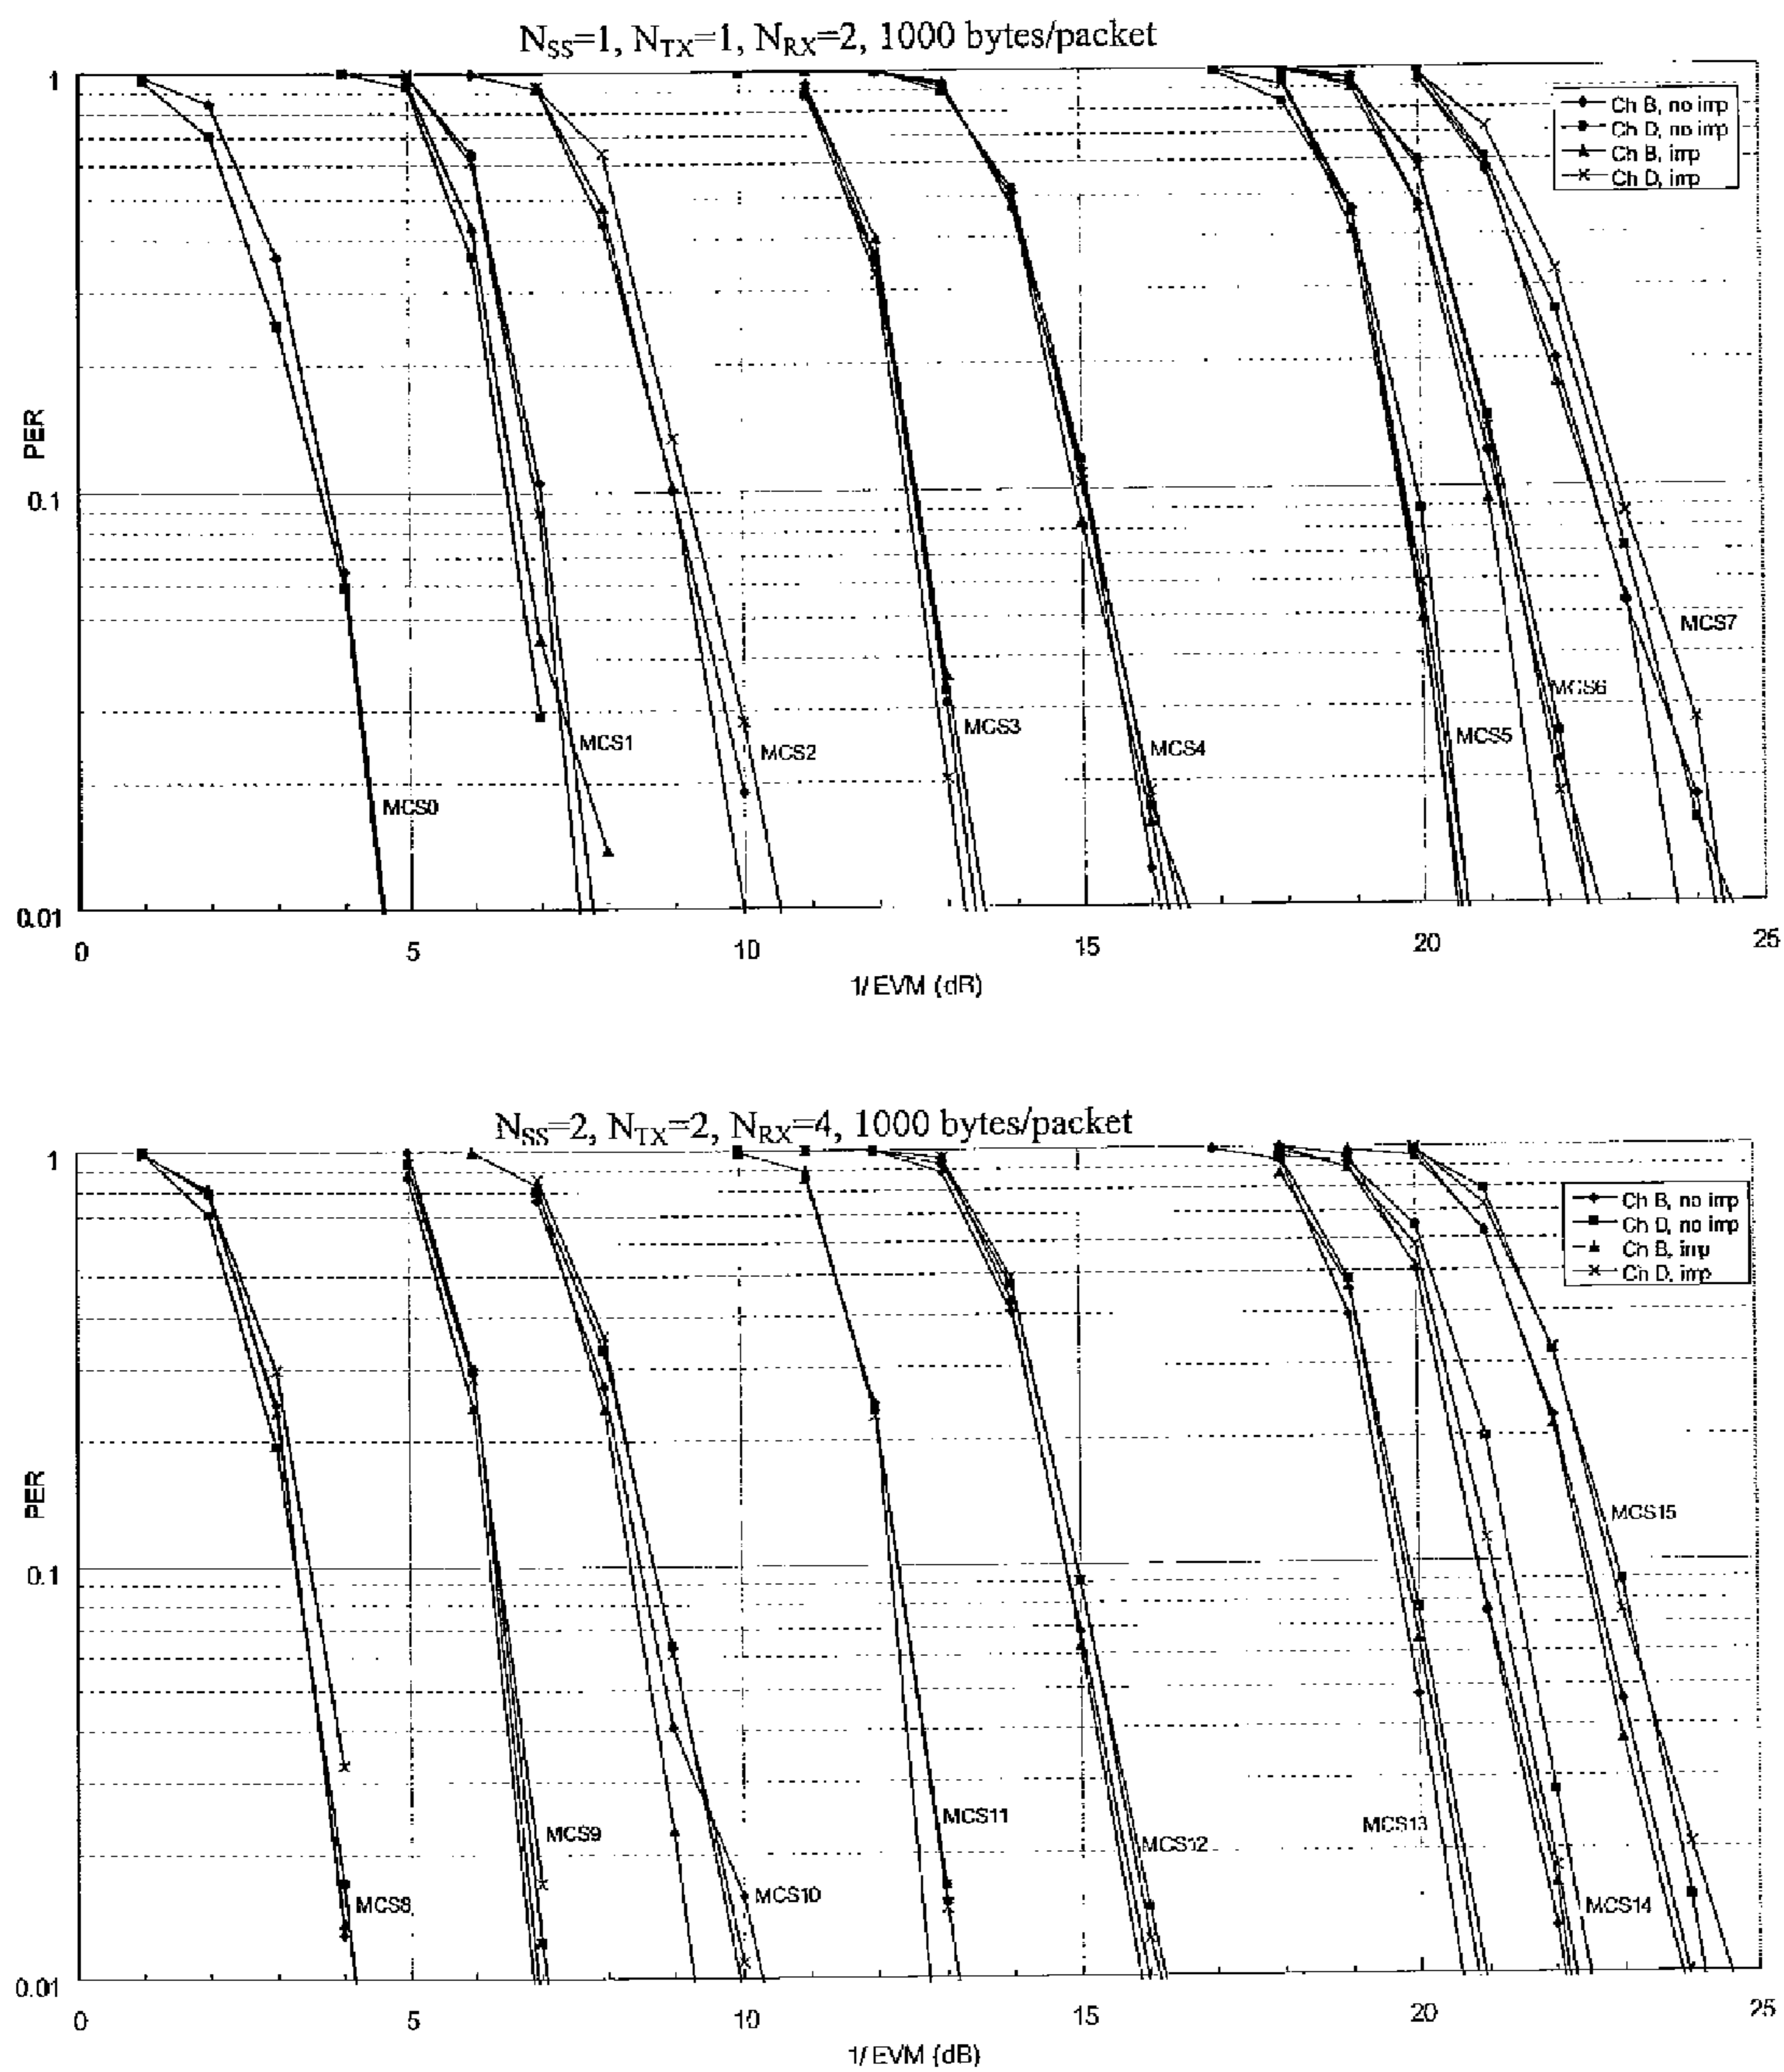 N_SS=1, N_TX=1, N_RX=2, 1000 bytes/packet
1
Ch B, no imp
Ch D, no imp
Ch B, imp
Ch D, imp
PER
0.1
MCS7
MCS6
MCS5
MCS4
MCS3
MCS2
MCS1
MCS0
0.01
0
5
10
15
20
25
1/EVM (dB)
N_SS=2, N_TX=2, N_RX=4, 1000 bytes/packet
1
Ch B, no imp
Ch D, no imp
Ch B, imp
Ch D, imp
PER
MCS15
0.1
MCS11
MCS13
MCS9
MCS12
MCS10
MCS8
MCS14
0.01
0
5
10
15
20
25
1/EVM (dB)